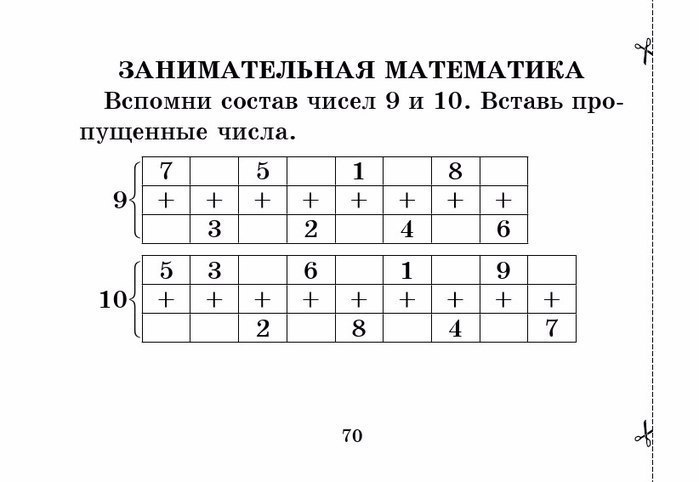 ЗАНИМАТЕЛЬНАЯ МАТЕМАТИКА
Вспомни состав чисел 9 и 10. Вставь про-
пущенные числа.
7 5 1 8
9 + + + + + + + +
3 2 4 6
5 3 6 1 9
10 + + + + + + + + +
2 8 4 7
70